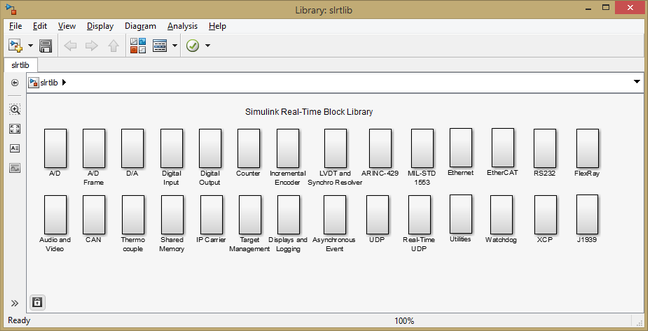 Library: slrtlib
File Edit View Display Diagram Analysis Help
slrtlib
slrtlib
Simulink Real-Time Block Library
A/D A/D Frame D/A Digital Input Digital Output Counter Incremental Encoder LVDT and Synchro Resolver ARINC-429 MIL-STD 1553 Ethernet EtherCAT RS232 FlexRay
Audio and Video CAN Thermo couple Shared Memory IP Carrier Target Management Displays and Logging Asynchronous Event UDP Real-Time UDP Utilities Watchdog XCP J1939
Ready 100%